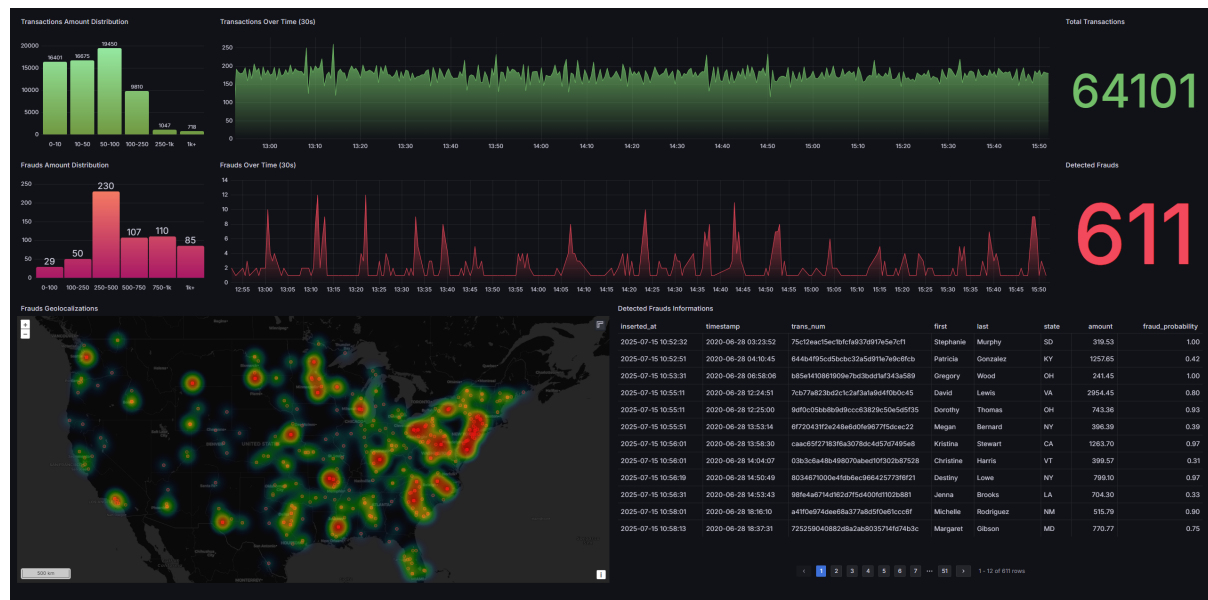 Transactions Amount Distribution
Transactions Over Time (30s)
Total Transactions
20000
15000
10000
5000
0
16401
16675
19450
9810
1047
718
0-10 10-50 50-100 100-250 250-1k 1k+
250
200
150
100
50
0
13:00 13:10 13:20 13:30 13:40 13:50 14:00 14:10 14:20 14:30 14:40 14:50 15:00 15:10 15:20 15:30 15:40 15:50
64101
Frauds Amount Distribution
Frauds Over Time (30s)
Detected Frauds
250
200
150
100
50
0
29
50
230
107
110
85
0-100 100-250 250-500 500-750 750-1k 1k+
14
12
10
8
6
4
2
0
12:55 13:00 13:05 13:10 13:15 13:20 13:25 13:30 13:35 13:40 13:45 13:50 13:55 14:00 14:05 14:10 14:15 14:20 14:25 14:30 14:35 14:40 14:45 14:50 14:55 15:00 15:05 15:10 15:15 15:20 15:25 15:30 15:35 15:40 15:45 15:50
611
Frauds Geolocalizations
+
-
UNITED STATES
MONTERREY
500 km
i
Detected Frauds Informations
inserted_at timestamp trans_num first last state amount fraud_probability
2025-07-15 10:52:32 2020-06-28 03:23:52 75c12eac15ec1bfcfa937d917e5e7cf1 Stephanie Murphy SD 319.53 1.00
2025-07-15 10:52:51 2020-06-28 04:10:45 644b4f95cd5bcbc32a5d911e7e9c6fcb Patricia Gonzalez KY 1257.65 0.42
2025-07-15 10:53:31 2020-06-28 06:58:06 b85e1410861909e7bd3bdd1af343a589 Gregory Wood OH 241.45 1.00
2025-07-15 10:55:11 2020-06-28 12:24:51 7cb77a823bd2c1c2af3a1a9d4f0b0c45 David Lewis VA 2954.45 0.80
2025-07-15 10:55:11 2020-06-28 12:25:00 9df0c05bb8b9d9ccc63829c50e5d5f35 Dorothy Thomas OH 743.36 0.93
2025-07-15 10:55:51 2020-06-28 13:53:14 6f720431f2e248e6d0fe9677f5dcec22 Megan Bernard NY 396.39 0.39
2025-07-15 10:56:01 2020-06-28 13:58:30 caac65f27183f6a3078dc4d57d7495e8 Kristina Stewart CA 1263.70 0.97
2025-07-15 10:56:01 2020-06-28 14:04:07 03b3c6a48b498070abed10f302b87528 Christine Harris VT 399.57 0.31
2025-07-15 10:56:19 2020-06-28 14:50:49 8034671000e4fdb6ec966425773f6f21 Destiny Lowe NY 799.10 0.97
2025-07-15 10:56:31 2020-06-28 14:53:43 98fe4a6714d162d7f5d400fd1102b881 Jenna Brooks LA 704.30 0.33
2025-07-15 10:58:01 2020-06-28 18:16:10 a41f0e974dee68a377a8d5f0e61ccc6f Michelle Rodriguez NM 515.79 0.90
2025-07-15 10:58:13 2020-06-28 18:37:31 725259040882d8a2ab8035714fd74b3c Margaret Gibson MD 770.77 0.75
‹ 1 2 3 4 5 6 7 ··· 51 › 1 - 12 of 611 rows